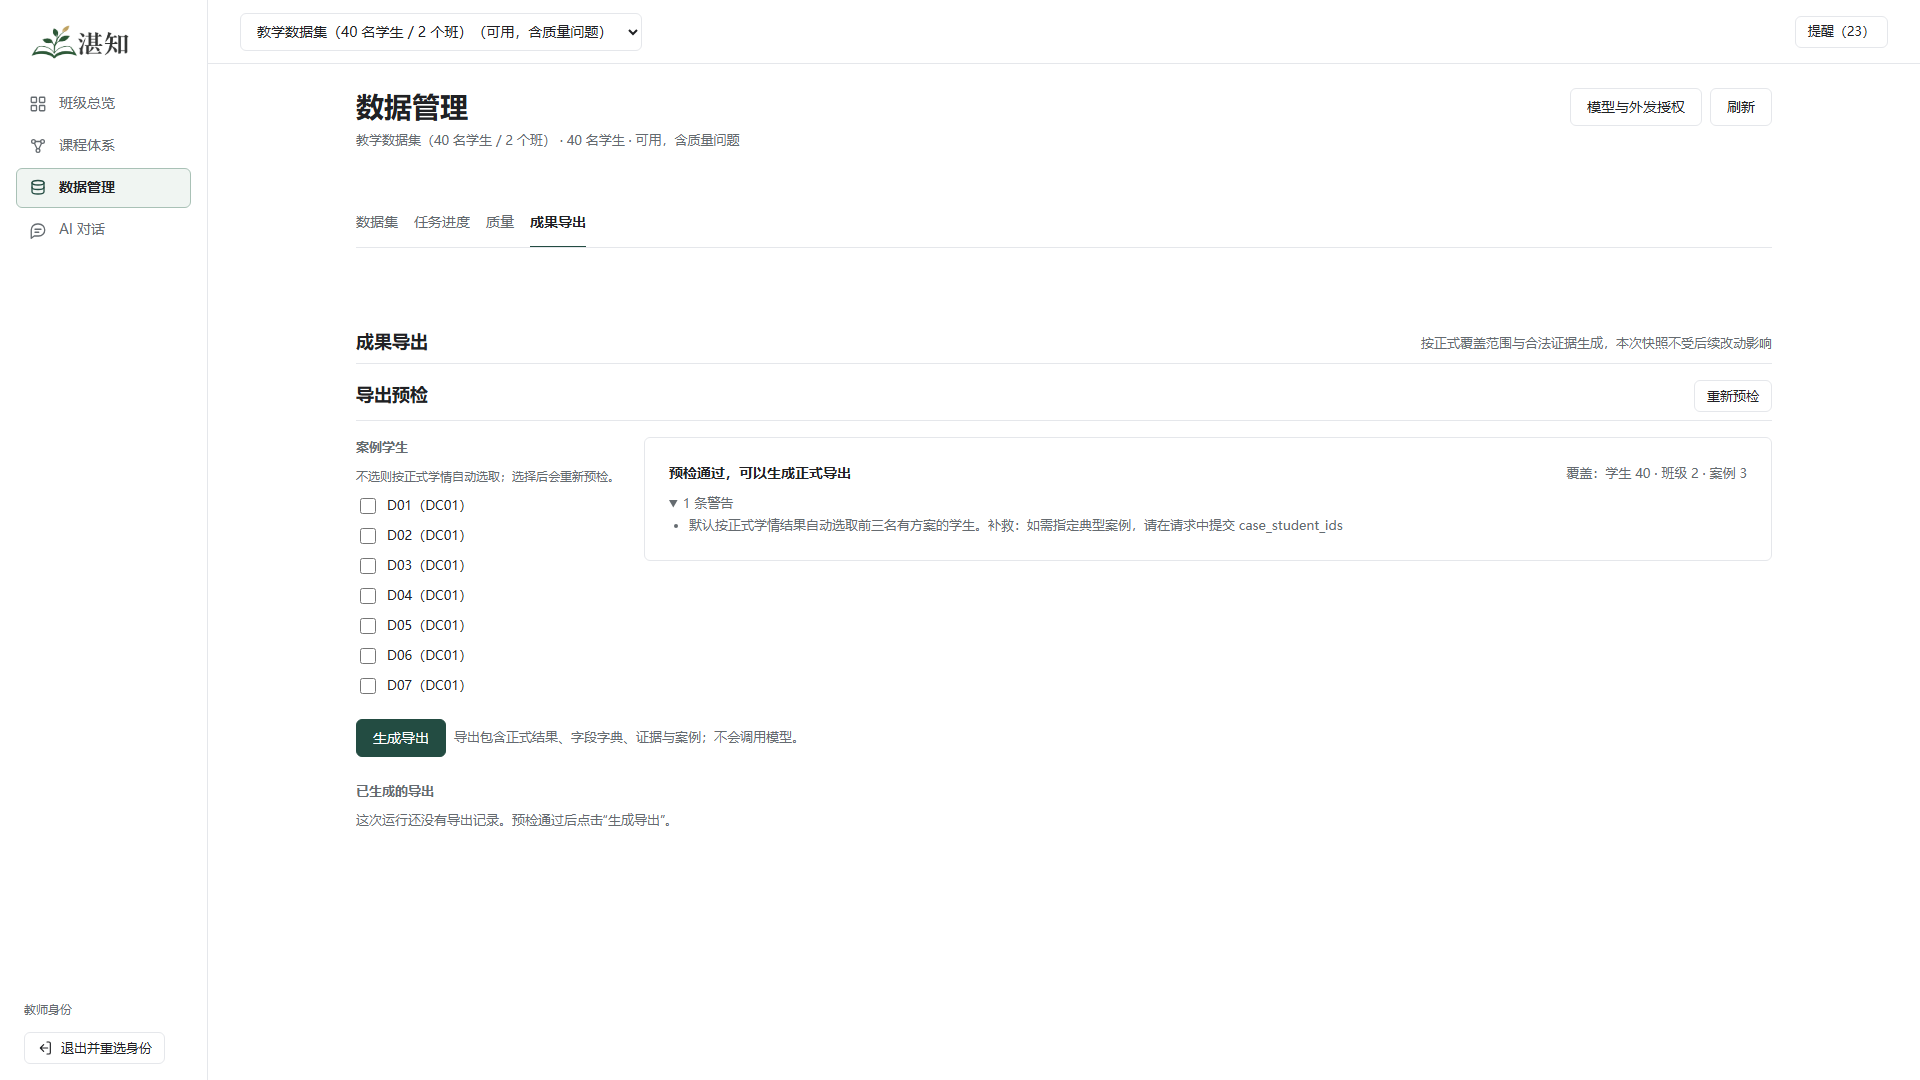 湛知
教学数据集（40 名学生 / 2 个班）（可用，含质量问题）
提醒（23）
班级总览
课程体系
数据管理
AI 对话
数据管理
教学数据集（40 名学生 / 2 个班） · 40 名学生 · 可用，含质量问题
模型与外发授权
刷新
数据集 任务进度 质量 成果导出
成果导出
按正式覆盖范围与合法证据生成，本次快照不受后续改动影响
导出预检
重新预检
案例学生
不选则按正式学情自动选取；选择后会重新预检。
D01（DC01）
D02（DC01）
D03（DC01）
D04（DC01）
D05（DC01）
D06（DC01）
D07（DC01）
预检通过，可以生成正式导出
覆盖：学生 40 · 班级 2 · 案例 3
▼ 1 条警告
• 默认按正式学情结果自动选取前三名有方案的学生。补救：如需指定典型案例，请在请求中提交 case_student_ids
生成导出
导出包含正式结果、字段字典、证据与案例；不会调用模型。
已生成的导出
这次运行还没有导出记录。预检通过后点击“生成导出”。
教师身份
退出并重选身份